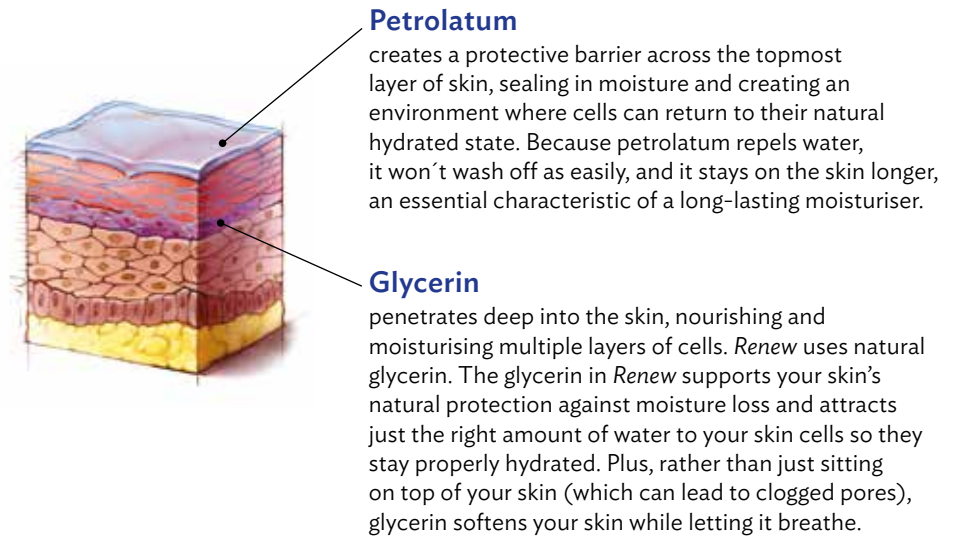 Petrolatum
creates a protective barrier across the topmost
layer of skin, sealing in moisture and creating an
environment where cells can return to their natural
hydrated state. Because petrolatum repels water,
it won´t wash off as easily, and it stays on the skin longer,
an essential characteristic of a long-lasting moisturiser.
Glycerin
penetrates deep into the skin, nourishing and
moisturising multiple layers of cells. Renew uses natural
glycerin. The glycerin in Renew supports your skin’s
natural protection against moisture loss and attracts
just the right amount of water to your skin cells so they
stay properly hydrated. Plus, rather than just sitting
on top of your skin (which can lead to clogged pores),
glycerin softens your skin while letting it breathe.